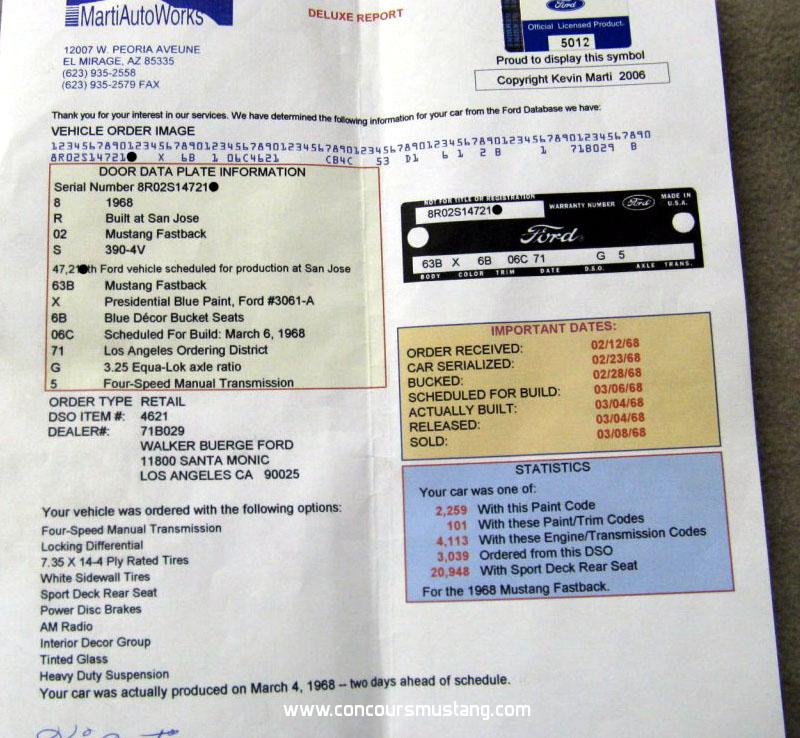 MartiAutoWorks
DELUXE REPORT
12007 W. PEORIA AVEUNE
EL MIRAGE, AZ 85335
(623) 935-2558
(623) 935-2579 FAX
Ford
Official Licensed Product.
5012
Proud to display this symbol
Copyright Kevin Marti 2006
Thank you for your interest in our services. We have determined the following information for your car from the Ford Database we have:
VEHICLE ORDER IMAGE
12345678901234567890123456789012345678901234567890123456789012345678901234567890
8R02S14721● X 6B 1 06C4621 CB4C 53 D1 6 1 2 B 1 718029 B
DOOR DATA PLATE INFORMATION
Serial Number 8R02S14721●
8 1968
R Built at San Jose
02 Mustang Fastback
S 390-4V
47,21●th Ford vehicle scheduled for production at San Jose
63B Mustang Fastback
X Presidential Blue Paint, Ford #3061-A
6B Blue Décor Bucket Seats
06C Scheduled For Build: March 6, 1968
71 Los Angeles Ordering District
G 3.25 Equa-Lok axle ratio
5 Four-Speed Manual Transmission
ORDER TYPE RETAIL
DSO ITEM #: 4621
DEALER#: 71B029
WALKER BUERGE FORD
11800 SANTA MONIC
LOS ANGELES CA 90025
Your vehicle was ordered with the following options:
Four-Speed Manual Transmission
Locking Differential
7.35 X 14-4 Ply Rated Tires
White Sidewall Tires
Sport Deck Rear Seat
Power Disc Brakes
AM Radio
Interior Decor Group
Tinted Glass
Heavy Duty Suspension
Your car was actually produced on March 4, 1968 -- two days ahead of schedule.
NOT FOR TITLE OR REGISTRATION
8R02S14721●
WARRANTY NUMBER
Ford
MADE IN
U.S.A.
Ford
63B X 6B 06C 71 G 5
BODY COLOR TRIM DATE D.S.O. AXLE TRANS.
IMPORTANT DATES:
ORDER RECEIVED: 02/12/68
CAR SERIALIZED: 02/23/68
BUCKED: 02/28/68
SCHEDULED FOR BUILD: 03/06/68
ACTUALLY BUILT: 03/04/68
RELEASED: 03/04/68
SOLD: 03/08/68
STATISTICS
Your car was one of:
2,259 With this Paint Code
101 With these Paint/Trim Codes
4,113 With these Engine/Transmission Codes
3,039 Ordered from this DSO
20,948 With Sport Deck Rear Seat
For the 1968 Mustang Fastback.
www.concoursmustang.com